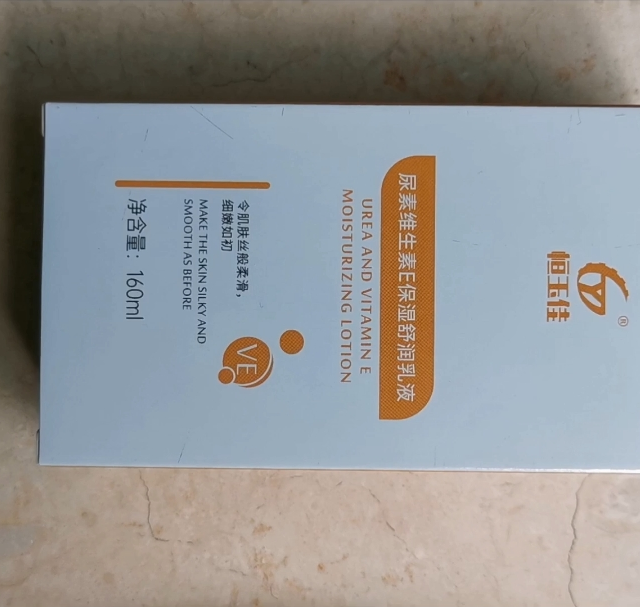 ®
恒玉佳
尿素维生素E保湿舒润乳液
UREA AND VITAMIN E
MOISTURIZING LOTION
令肌肤丝般柔滑，
细嫩如初
MAKE THE SKIN SILKY AND
SMOOTH AS BEFORE
VE
净含量：160ml